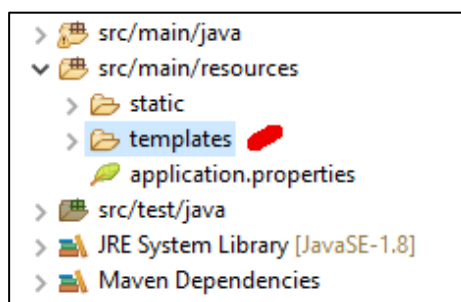 src/main/java
src/main/resources
static
templates
application.properties
src/test/java
JRE System Library [JavaSE-1.8]
Maven Dependencies